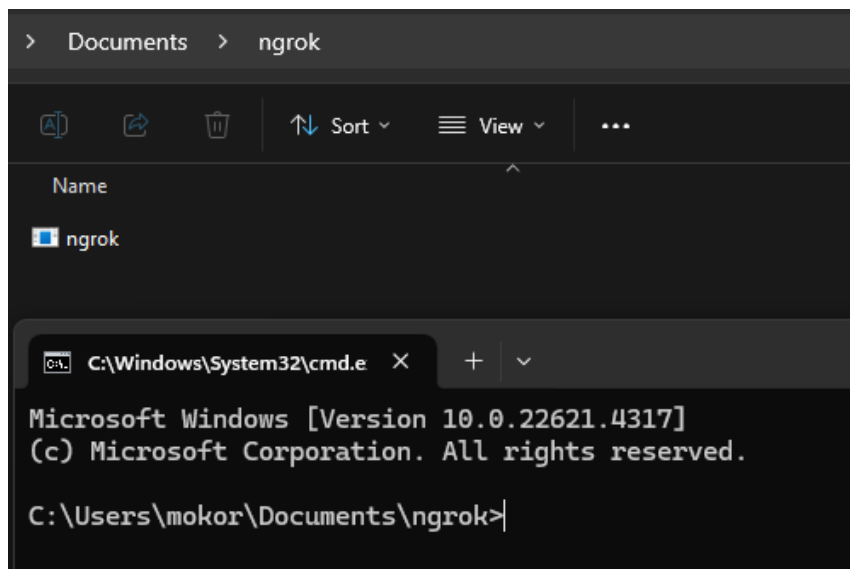 > Documents > ngrok
Sort View ...
Name
ngrok
C:\Windows\System32\cmd.e
Microsoft Windows [Version 10.0.22621.4317]
(c) Microsoft Corporation. All rights reserved.
C:\Users\mokor\Documents\ngrok>